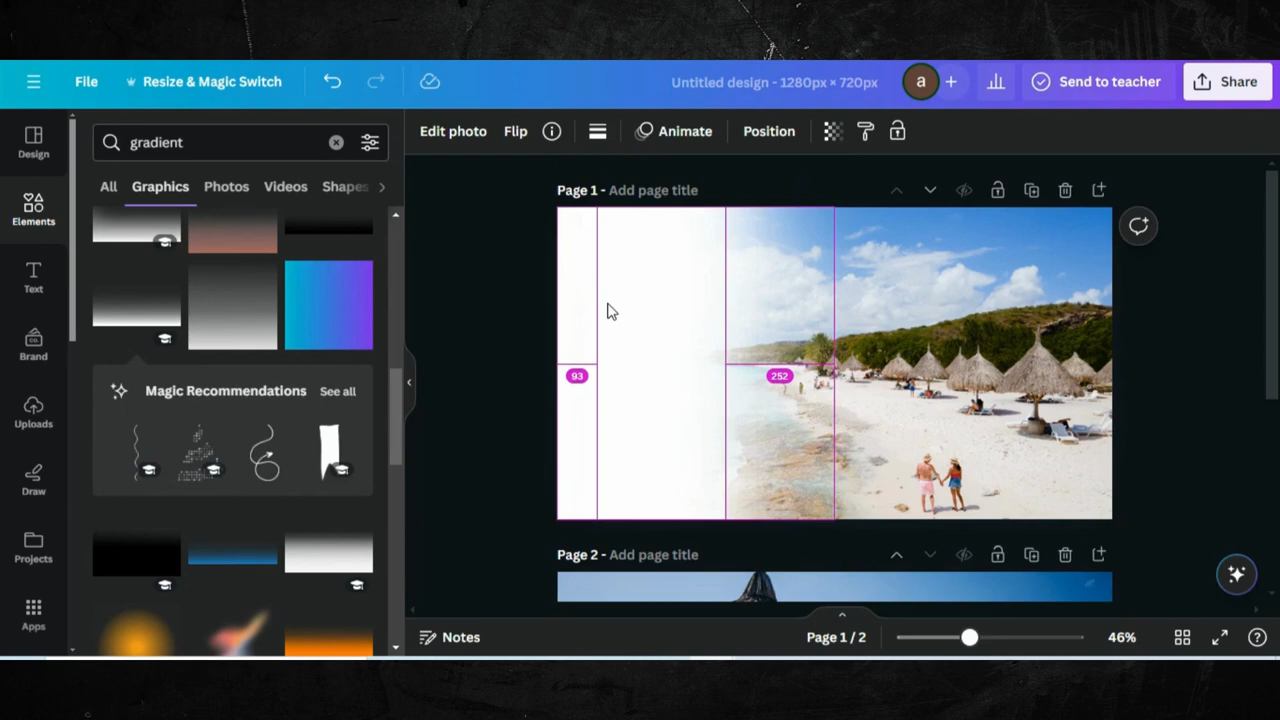 File
Resize & Magic Switch
Untitled design - 1280px × 720px
a
Send to teacher
Share
Design
Elements
Text
Brand
CO.
Uploads
Draw
Projects
Apps
gradient
All
Graphics
Photos
Videos
Shapes
Magic Recommendations
See all
Edit photo
Flip
Animate
Position
Page 1 - Add page title
93
252
Page 2 - Add page title
Notes
Page 1 / 2
46%